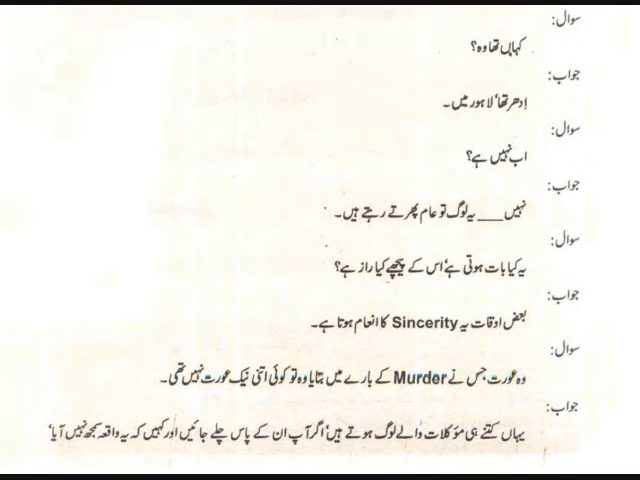 سوال:
کہاں تھا وہ؟
جواب:
اِدھر تھا‘ لاہور میں۔
سوال:
اب نہیں ہے؟
جواب:
نہیں ___ یہ لوگ تو عام پھرتے رہتے ہیں۔
سوال:
یہ کیا بات ہوتی ہے‘ اس کے پیچھے کیا راز ہے؟
جواب:
بعض اوقات یہ Sincerity کا انعام ہوتا ہے۔
سوال:
وہ عورت جس نے Murder کے بارے میں بتایا وہ تو کوئی اتنی نیک عورت نہیں تھی۔
جواب:
یہاں کتنے ہی مؤکلات والے لوگ ہوتے ہیں‘ اگر آپ ان کے پاس چلے جائیں اور کہیں کہ یہ واقعہ سمجھ نہیں آیا‘